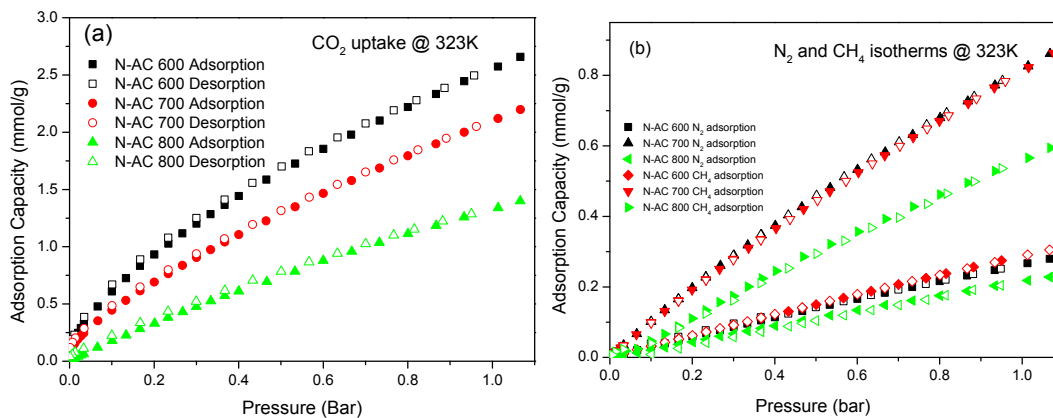 (a)
CO₂ uptake @ 323K
N-AC 600 Adsorption
N-AC 600 Desorption
N-AC 700 Adsorption
N-AC 700 Desorption
N-AC 800 Adsorption
N-AC 800 Desorption
Adsorption Capacity (mmol/g)
3.0
2.5
2.0
1.5
1.0
0.5
0.0
0.0 0.2 0.4 0.6 0.8 1.0
Pressure (Bar)
(b)
N₂ and CH₄ isotherms @ 323K
N-AC 600 N₂ adsorption
N-AC 700 N₂ adsorption
N-AC 800 N₂ adsorption
N-AC 600 CH₄ adsorption
N-AC 700 CH₄ adsorption
N-AC 800 CH₄ adsorption
Adsorption Capacity (mmol/g)
0.8
0.6
0.4
0.2
0.0
0.0 0.2 0.4 0.6 0.8 1.0
Pressure (bar)